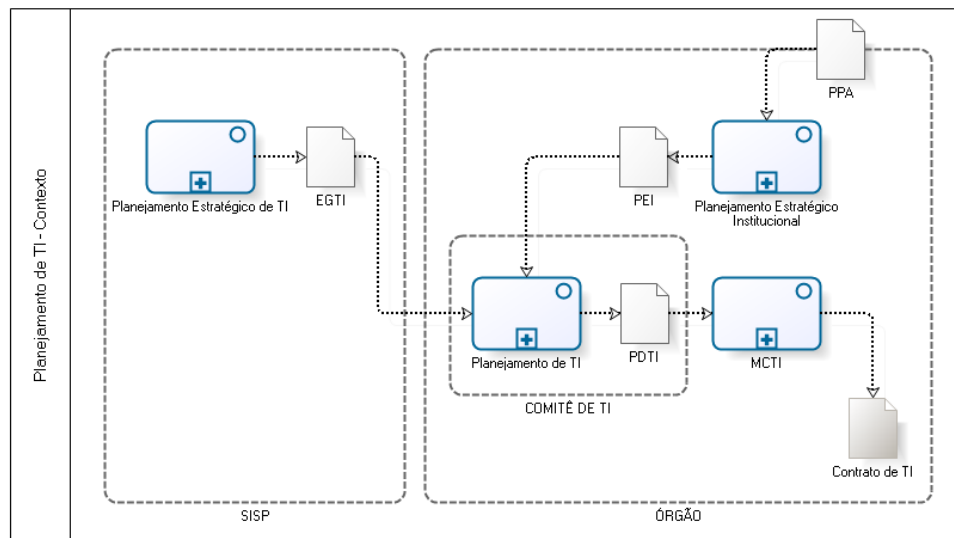 Planejamento de TI - Contexto
PPA
Planejamento Estratégico de TI
EGTI
PEI
Planejamento Estratégico
Institucional
Planejamento de TI
PDTI
MCTI
COMITÊ DE TI
Contrato de TI
SISP
ÓRGÃO